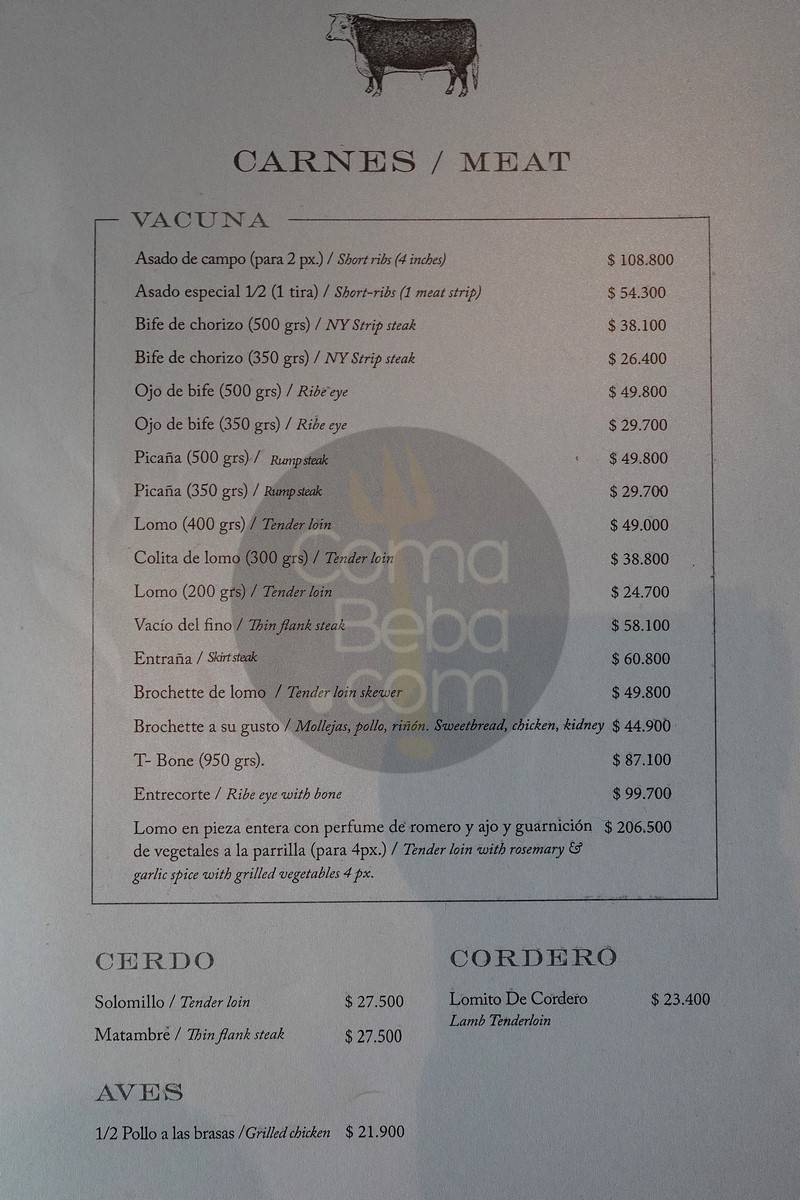 CARNES / MEAT
VACUNA
Asado de campo (para 2 px.) / Short ribs (4 inches) $ 108.800
Asado especial 1/2 (1 tira) / Short-ribs (1 meat strip) $ 54.300
Bife de chorizo (500 grs) / NY Strip steak $ 38.100
Bife de chorizo (350 grs) / NY Strip steak $ 26.400
Ojo de bife (500 grs) / Ribe eye $ 49.800
Ojo de bife (350 grs) / Ribe eye $ 29.700
Picaña (500 grs) / Rump steak $ 49.800
Picaña (350 grs) / Rump steak $ 29.700
Lomo (400 grs) / Tender loin $ 49.000
Colita de lomo (300 grs) / Tender loin $ 38.800
Lomo (200 grs) / Tender loin $ 24.700
Vacío del fino / Thin flank steak $ 58.100
Entraña / Skirt steak $ 60.800
Brochette de lomo / Tender loin skewer $ 49.800
Brochette a su gusto / Mollejas, pollo, riñón. Sweetbread, chicken, kidney $ 44.900
T- Bone (950 grs). $ 87.100
Entrecorte / Ribe eye with bone $ 99.700
Lomo en pieza entera con perfume de romero y ajo y guarnición $ 206.500
de vegetales a la parrilla (para 4px.) / Tender loin with rosemary &
garlic spice with grilled vegetables 4 px.
CERDO
Solomillo / Tender loin $ 27.500
Matambre / Thin flank steak $ 27.500
CORDERO
Lomito De Cordero $ 23.400
Lamb Tenderloin
AVES
1/2 Pollo a las brasas /Grilled chicken $ 21.900
Coma
Beba
.com